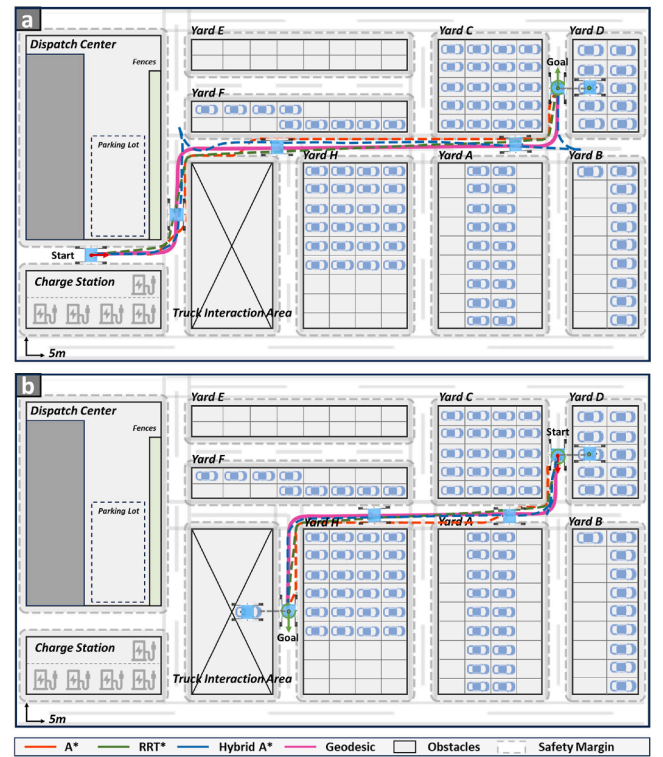 a
Dispatch Center
Fences
Parking Lot
Start
Charge Station
Yard E
Yard F
Yard H
Truck Interaction Area
Yard C
Yard D
Goal
Yard A
Yard B
5m
b
Dispatch Center
Fences
Parking Lot
Charge Station
Yard E
Yard F
Yard H
Goal
Truck Interaction Area
Yard C
Yard D
Start
Yard A
Yard B
5m
A* RRT* Hybrid A* Geodesic Obstacles Safety Margin